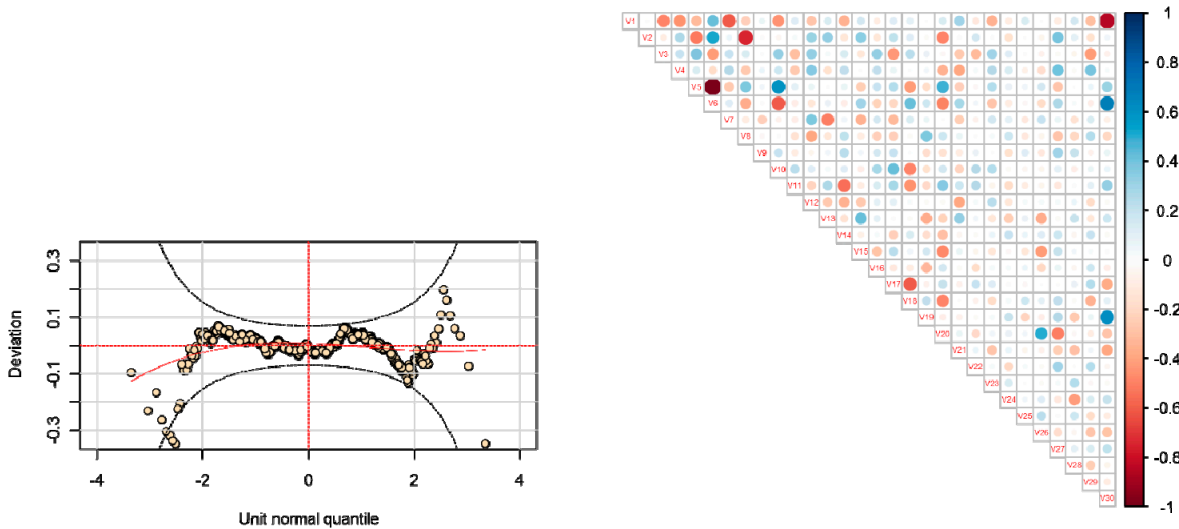 0.3
0.1
-0.1
-0.3
Deviation
-4
-2
0
2
4
Unit normal quantile
V1
V2
V3
V4
V5
V6
V7
V8
V9
V10
V11
V12
V13
V14
V15
V16
V17
V18
V19
V20
V21
V22
V23
V24
V25
V26
V27
V28
V29
V30
1
0.8
0.6
0.4
0.2
0
-0.2
-0.4
-0.6
-0.8
-1